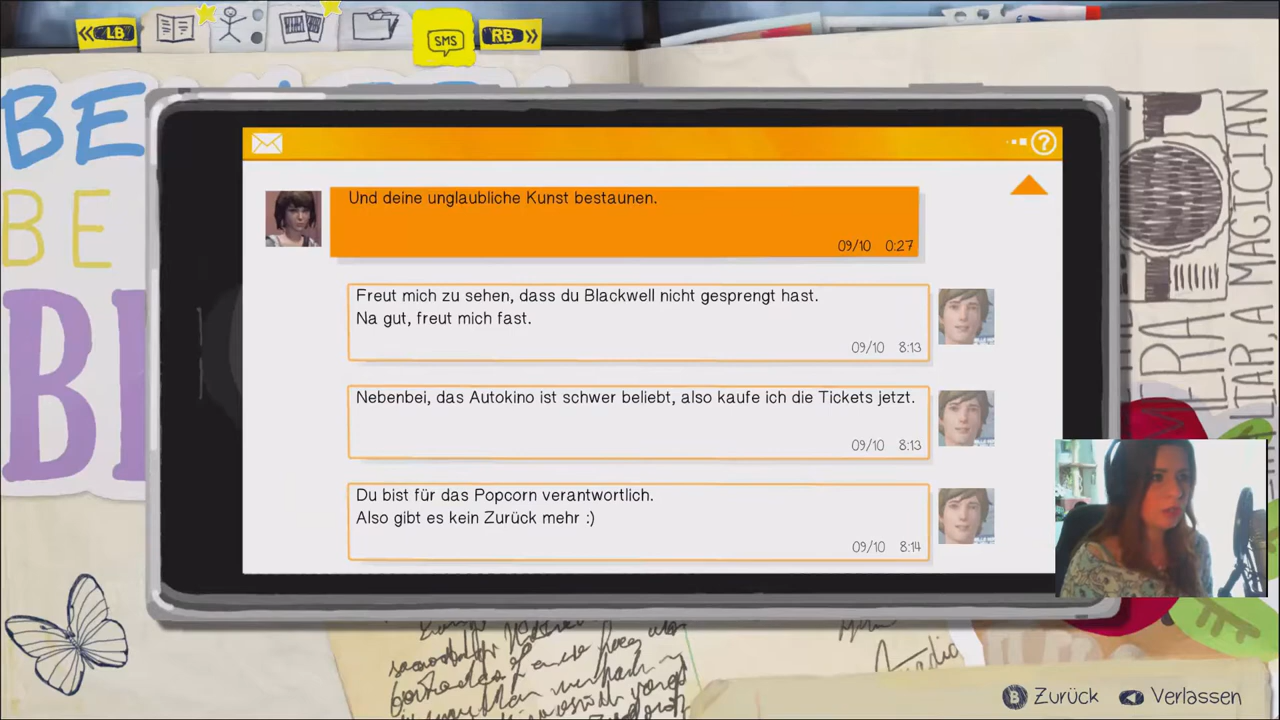 LB
SMS
RB
BE
BE
Und deine unglaubliche Kunst bestaunen.
09/10 0:27
Freut mich zu sehen, dass du Blackwell nicht gesprengt hast.
Na gut, freut mich fast.
09/10 8:13
Nebenbei, das Autokino ist schwer beliebt, also kaufe ich die Tickets jetzt.
09/10 8:13
Du bist für das Popcorn verantwortlich.
Also gibt es kein Zurück mehr :)
09/10 8:14
LIAR, A MAGICIAN
B Zurück
Verlassen